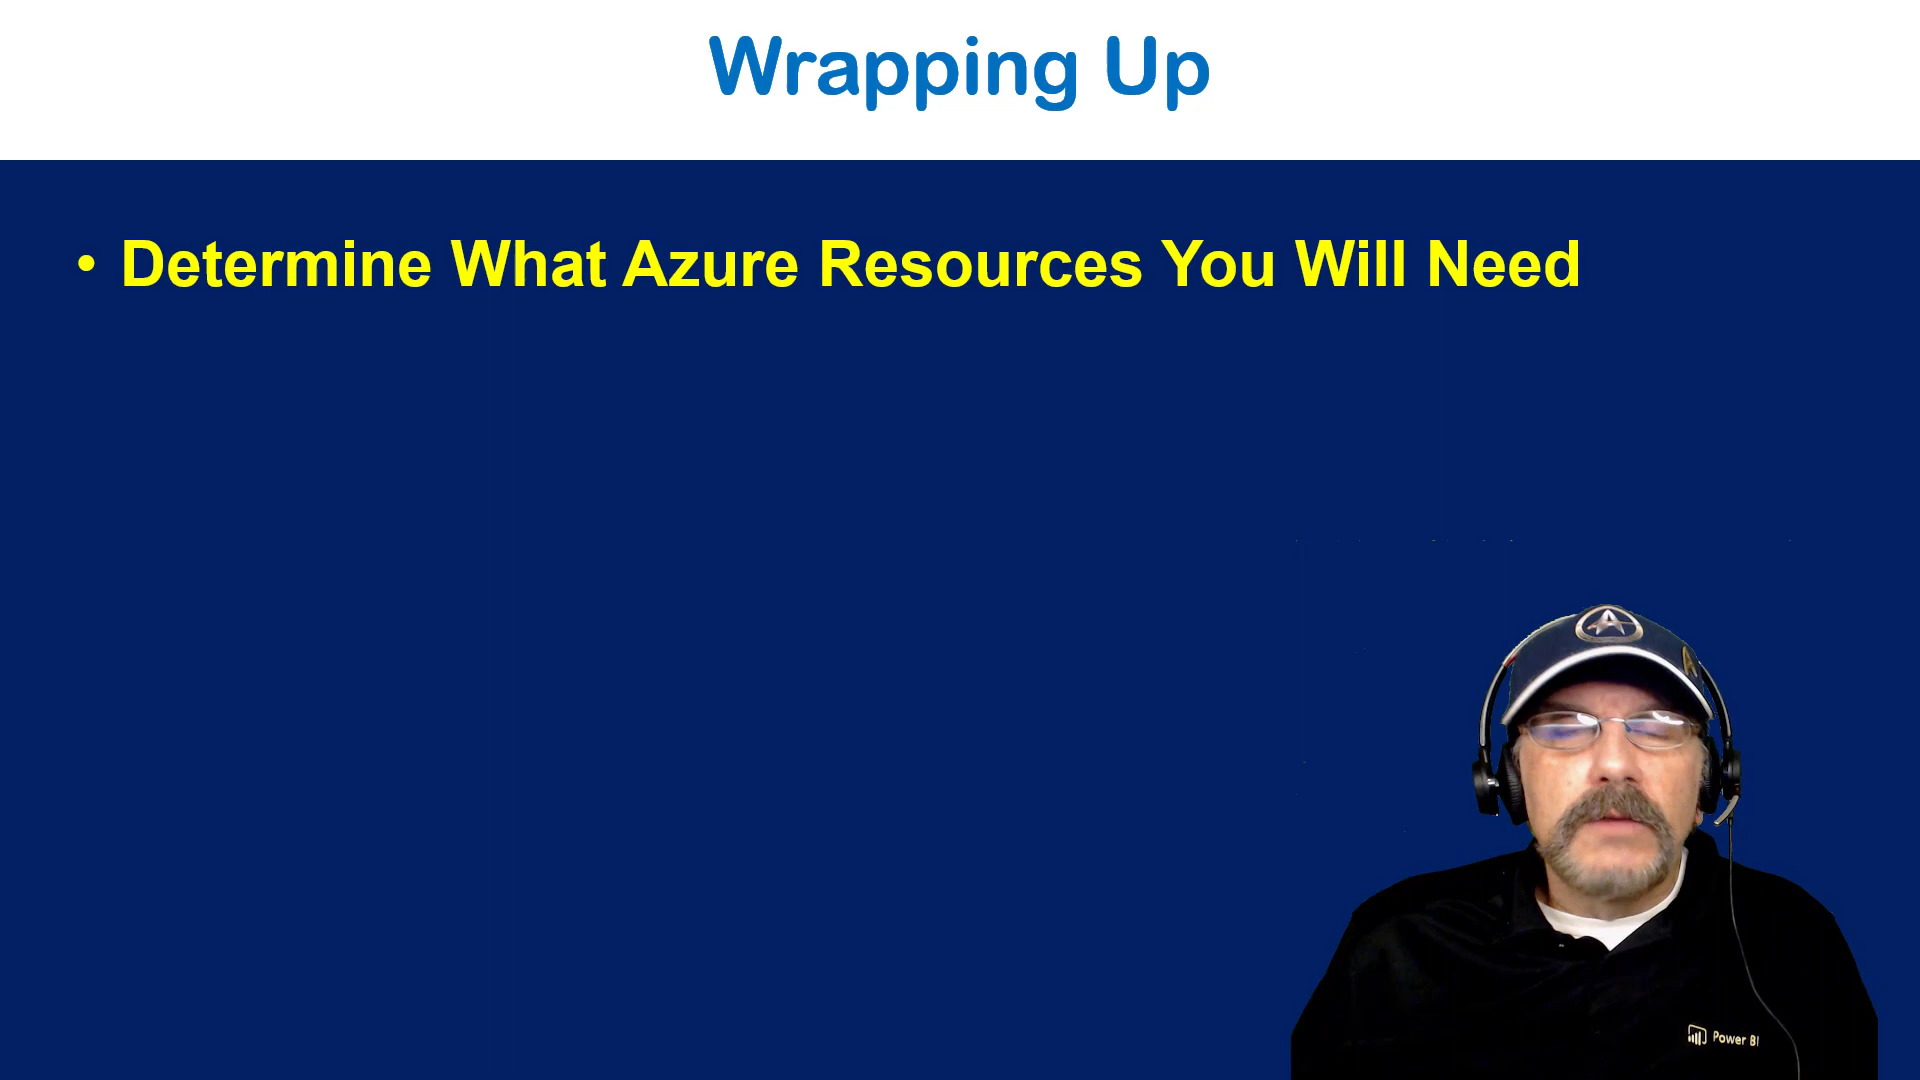 Wrapping Up
• Determine What Azure Resources You Will Need
Power BI